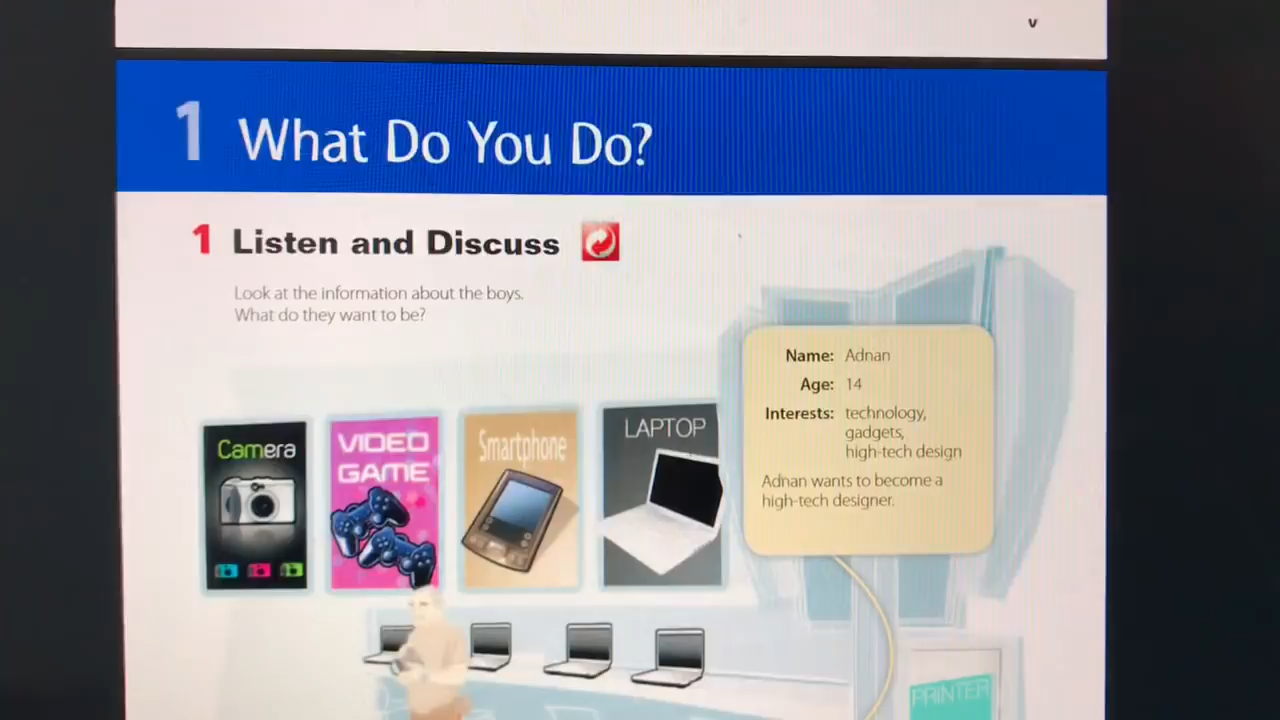 v
1 What Do You Do?
1 Listen and Discuss
Look at the information about the boys.
What do they want to be?
Name: Adnan
Age: 14
Interests: technology,
gadgets,
high-tech design
Adnan wants to become a
high-tech designer.
Camera
VIDEO
GAME
Smartphone
LAPTOP
PRINTER